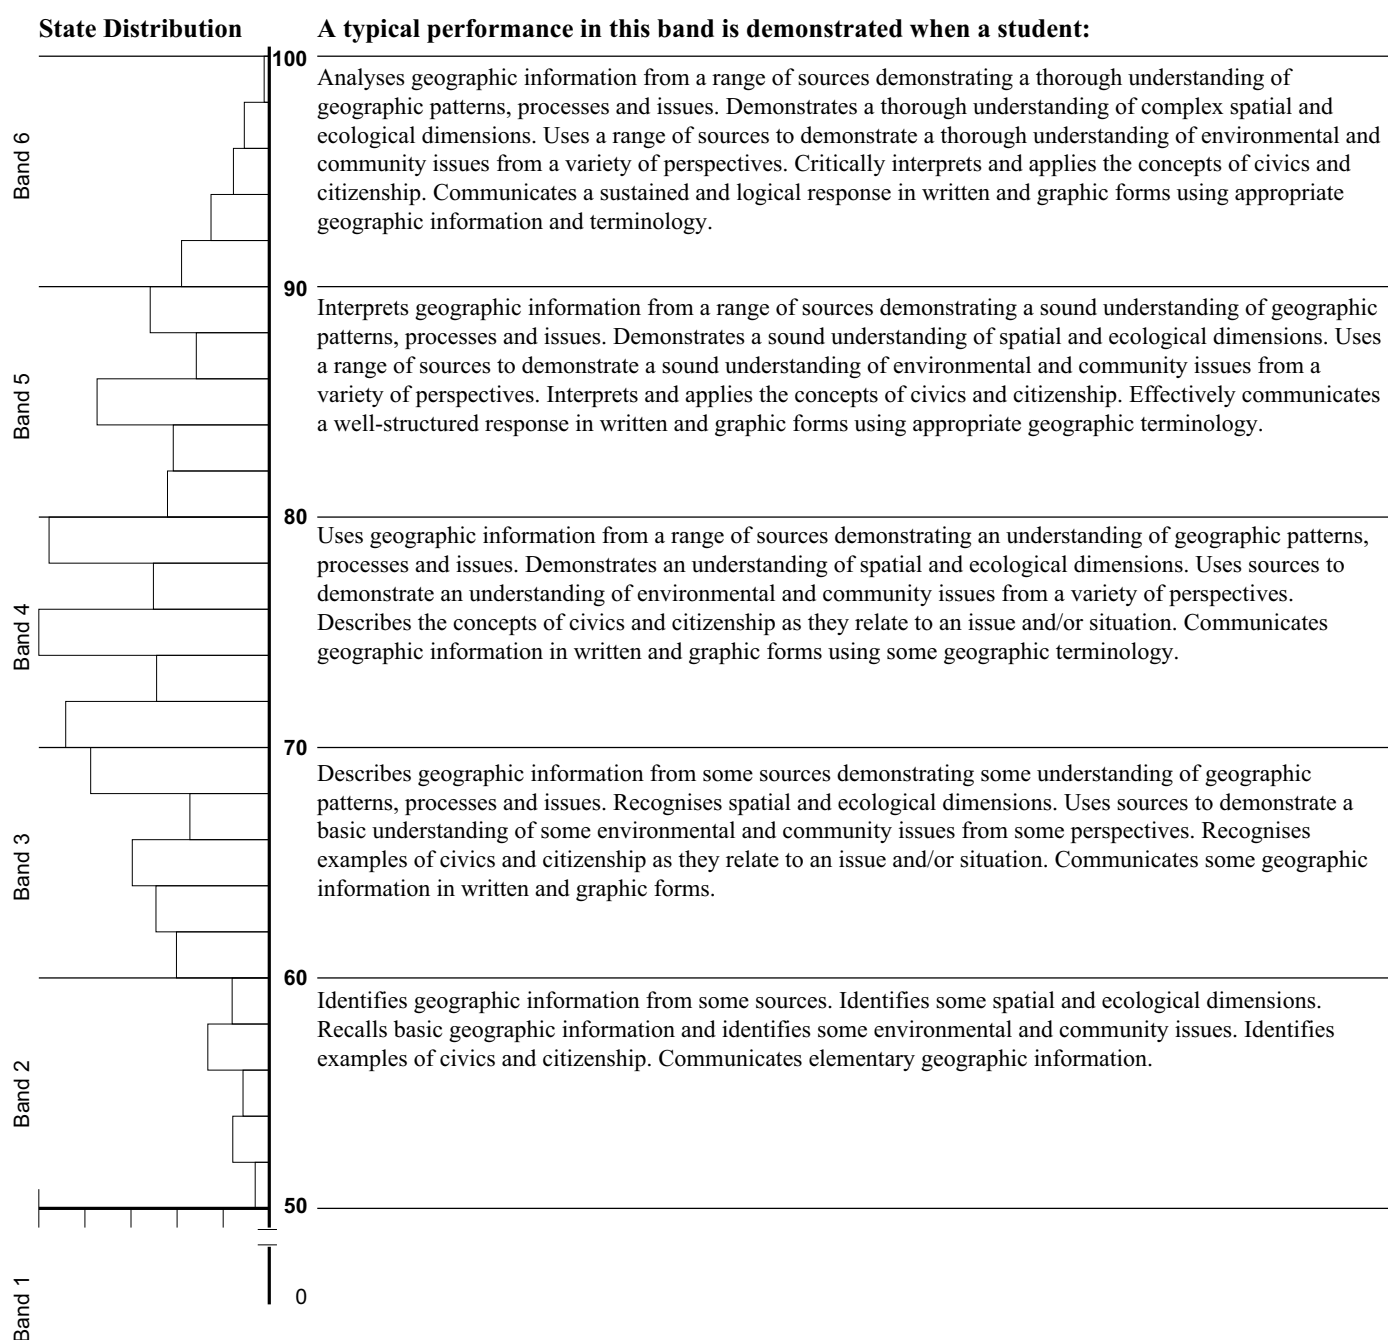 State Distribution
A typical performance in this band is demonstrated when a student:
100
Band 6
Analyses geographic information from a range of sources demonstrating a thorough understanding of
geographic patterns, processes and issues. Demonstrates a thorough understanding of complex spatial and
ecological dimensions. Uses a range of sources to demonstrate a thorough understanding of environmental and
community issues from a variety of perspectives. Critically interprets and applies the concepts of civics and
citizenship. Communicates a sustained and logical response in written and graphic forms using appropriate
geographic information and terminology.
90
Band 5
Interprets geographic information from a range of sources demonstrating a sound understanding of geographic
patterns, processes and issues. Demonstrates a sound understanding of spatial and ecological dimensions. Uses
a range of sources to demonstrate a sound understanding of environmental and community issues from a
variety of perspectives. Interprets and applies the concepts of civics and citizenship. Effectively communicates
a well-structured response in written and graphic forms using appropriate geographic terminology.
80
Band 4
Uses geographic information from a range of sources demonstrating an understanding of geographic patterns,
processes and issues. Demonstrates an understanding of spatial and ecological dimensions. Uses sources to
demonstrate an understanding of environmental and community issues from a variety of perspectives.
Describes the concepts of civics and citizenship as they relate to an issue and/or situation. Communicates
geographic information in written and graphic forms using some geographic terminology.
70
Band 3
Describes geographic information from some sources demonstrating some understanding of geographic
patterns, processes and issues. Recognises spatial and ecological dimensions. Uses sources to demonstrate a
basic understanding of some environmental and community issues from some perspectives. Recognises
examples of civics and citizenship as they relate to an issue and/or situation. Communicates some geographic
information in written and graphic forms.
60
Band 2
Identifies geographic information from some sources. Identifies some spatial and ecological dimensions.
Recalls basic geographic information and identifies some environmental and community issues. Identifies
examples of civics and citizenship. Communicates elementary geographic information.
50
Band 1
0